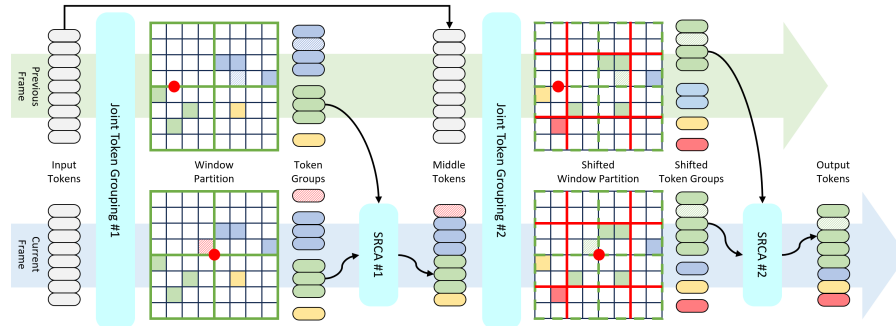 Previous
Frame
Input
Tokens
Joint Token Grouping #1
Window
Partition
Token
Groups
Middle
Tokens
Joint Token Grouping #2
Shifted
Window Partition
Shifted
Token Groups
Output
Tokens
Current
Frame
SRCA #1
SRCA #2